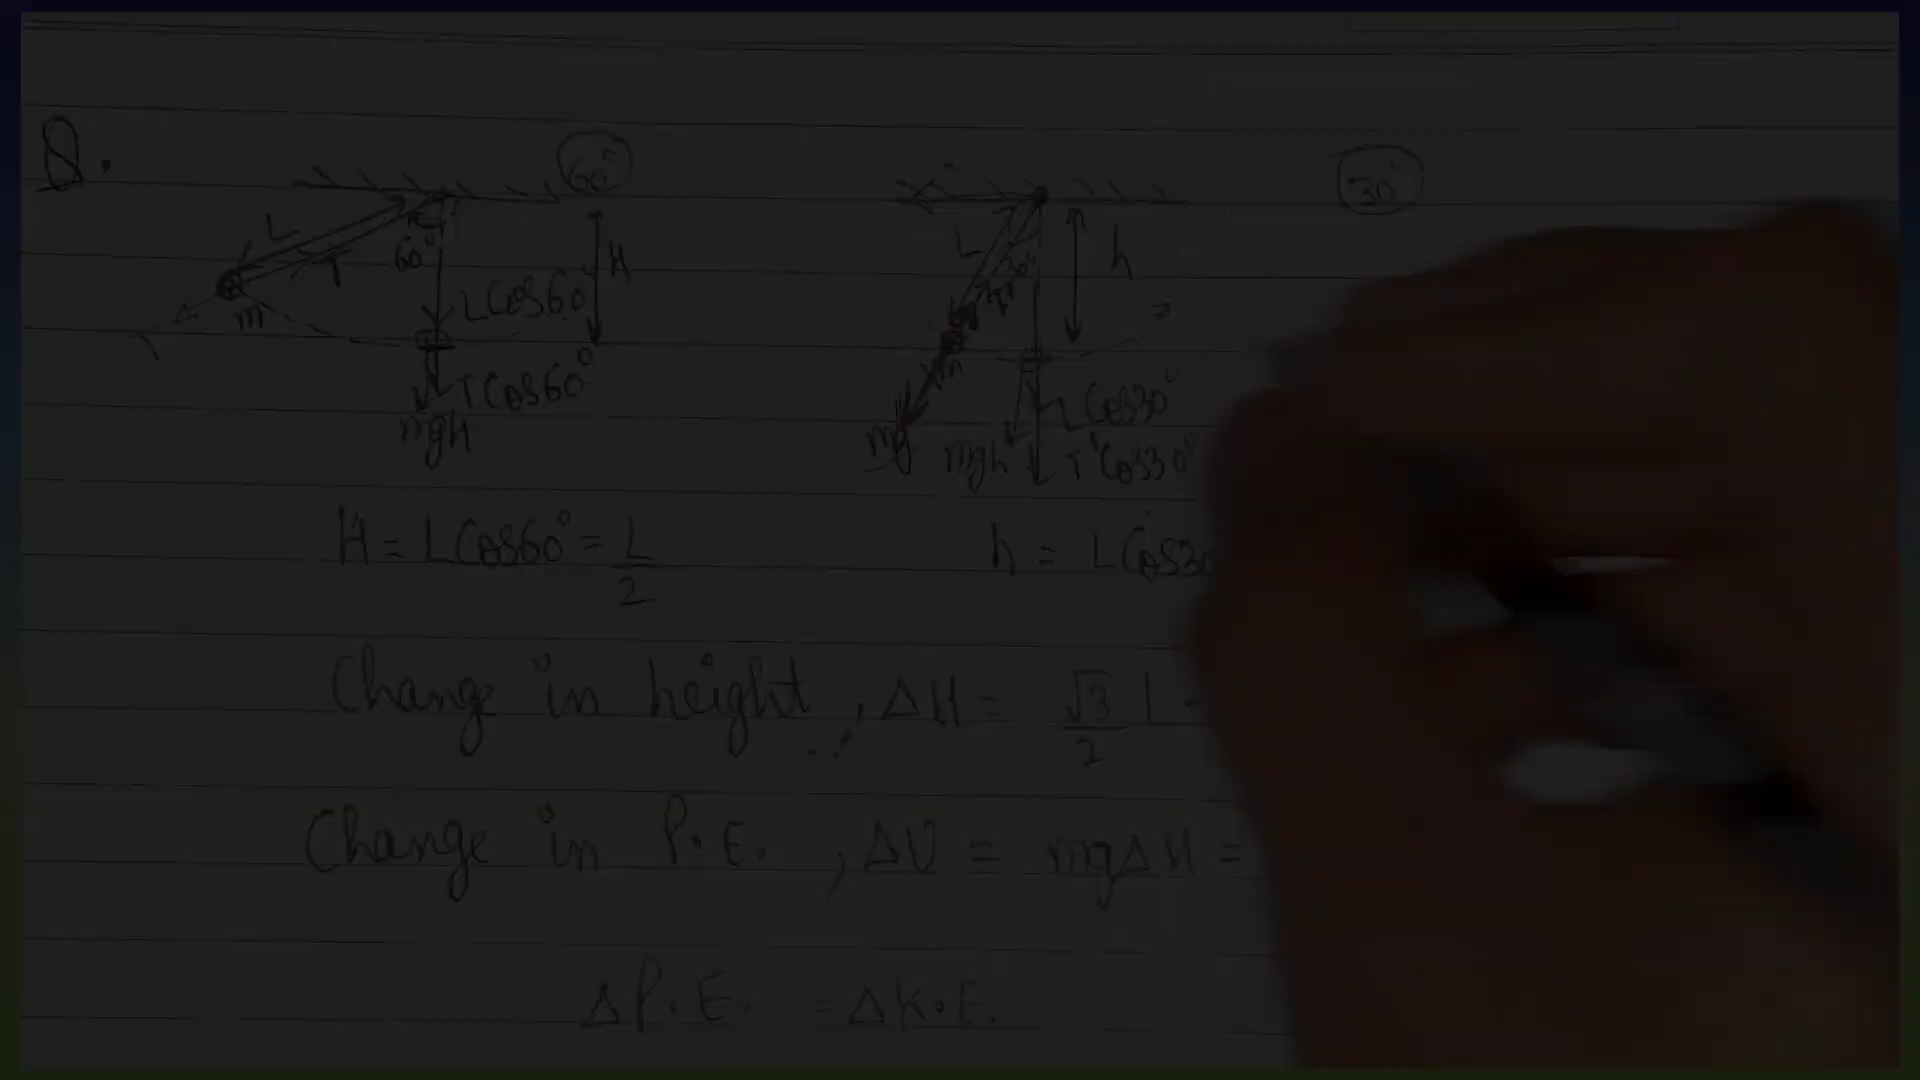 Q.
60°
30°
L
60°
T
H
m
LCos60°
TCos60°
mgH
L
30°
h
m
LCos30°
mg
mgh
T'Cos30°
H = LCos60° = L/2
h = LCos30
Change in height, ΔH = √3/2 L -
Change in P.E., ΔU = mgΔH =
ΔP.E. = ΔK.E.